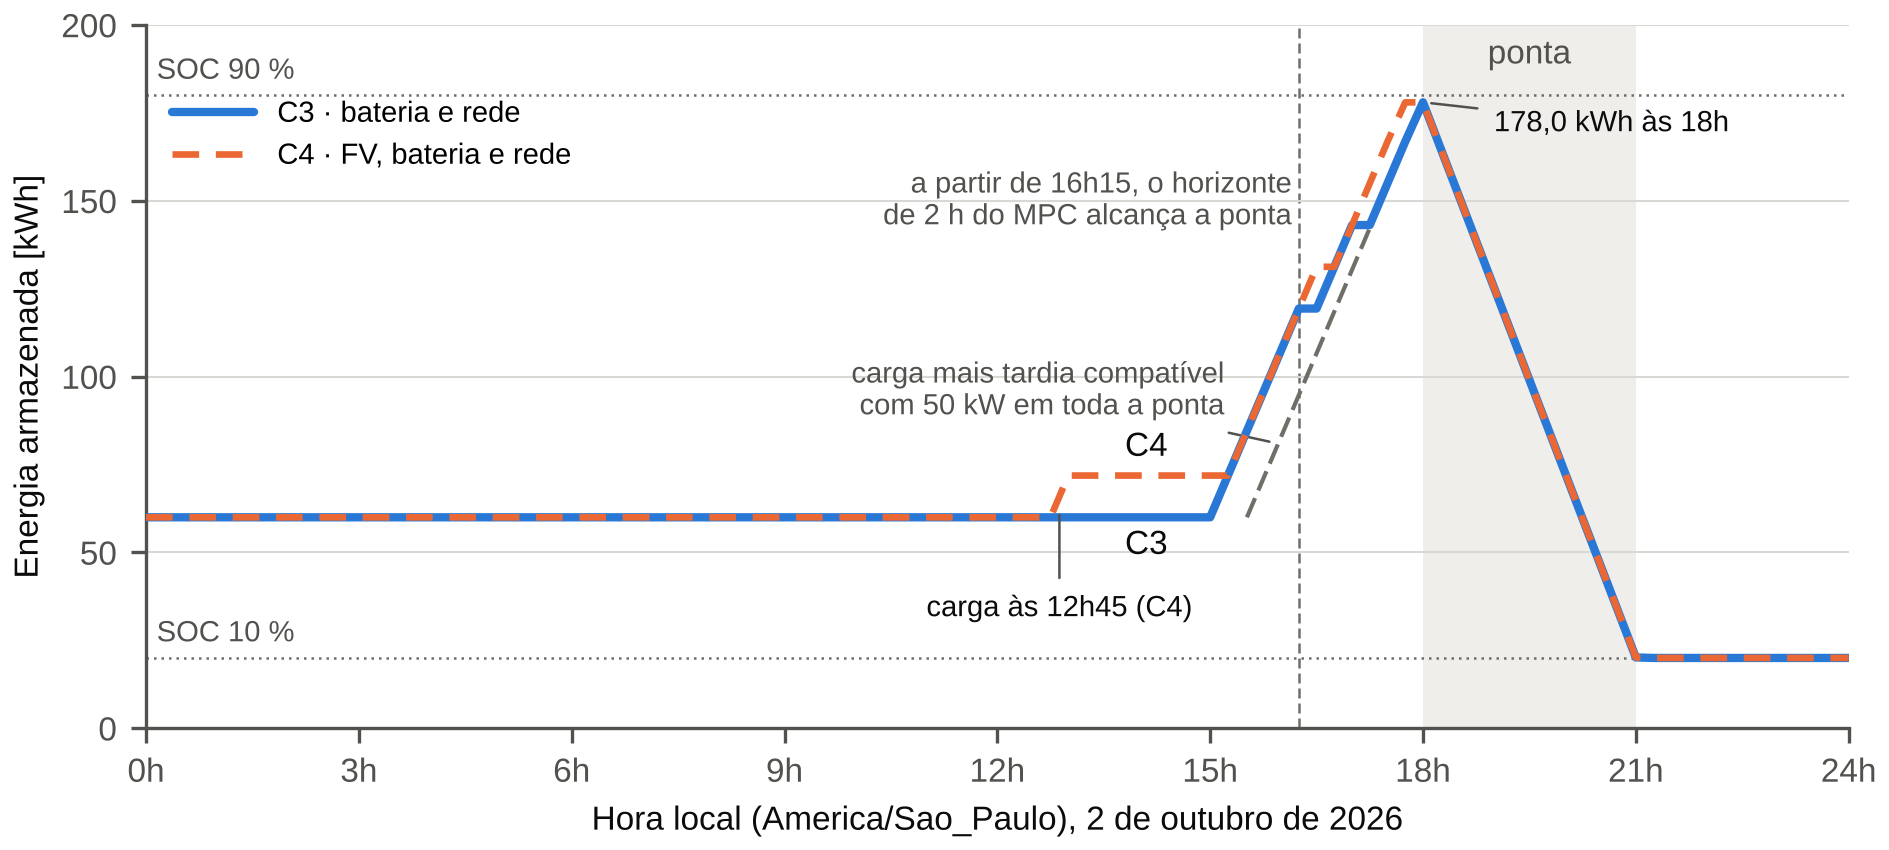 200
ponta
SOC 90 %
C3 · bateria e rede
178,0 kWh às 18h
C4 · FV, bateria e rede
a partir de 16h15, o horizonte
de 2 h do MPC alcança a ponta
150
Energia armazenada [kWh]
carga mais tardia compatível
com 50 kW em toda a ponta
100
C4
C3
50
carga às 12h45 (C4)
SOC 10 %
0
0h
3h
6h
9h
12h
15h
18h
21h
24h
Hora local (America/Sao_Paulo), 2 de outubro de 2026